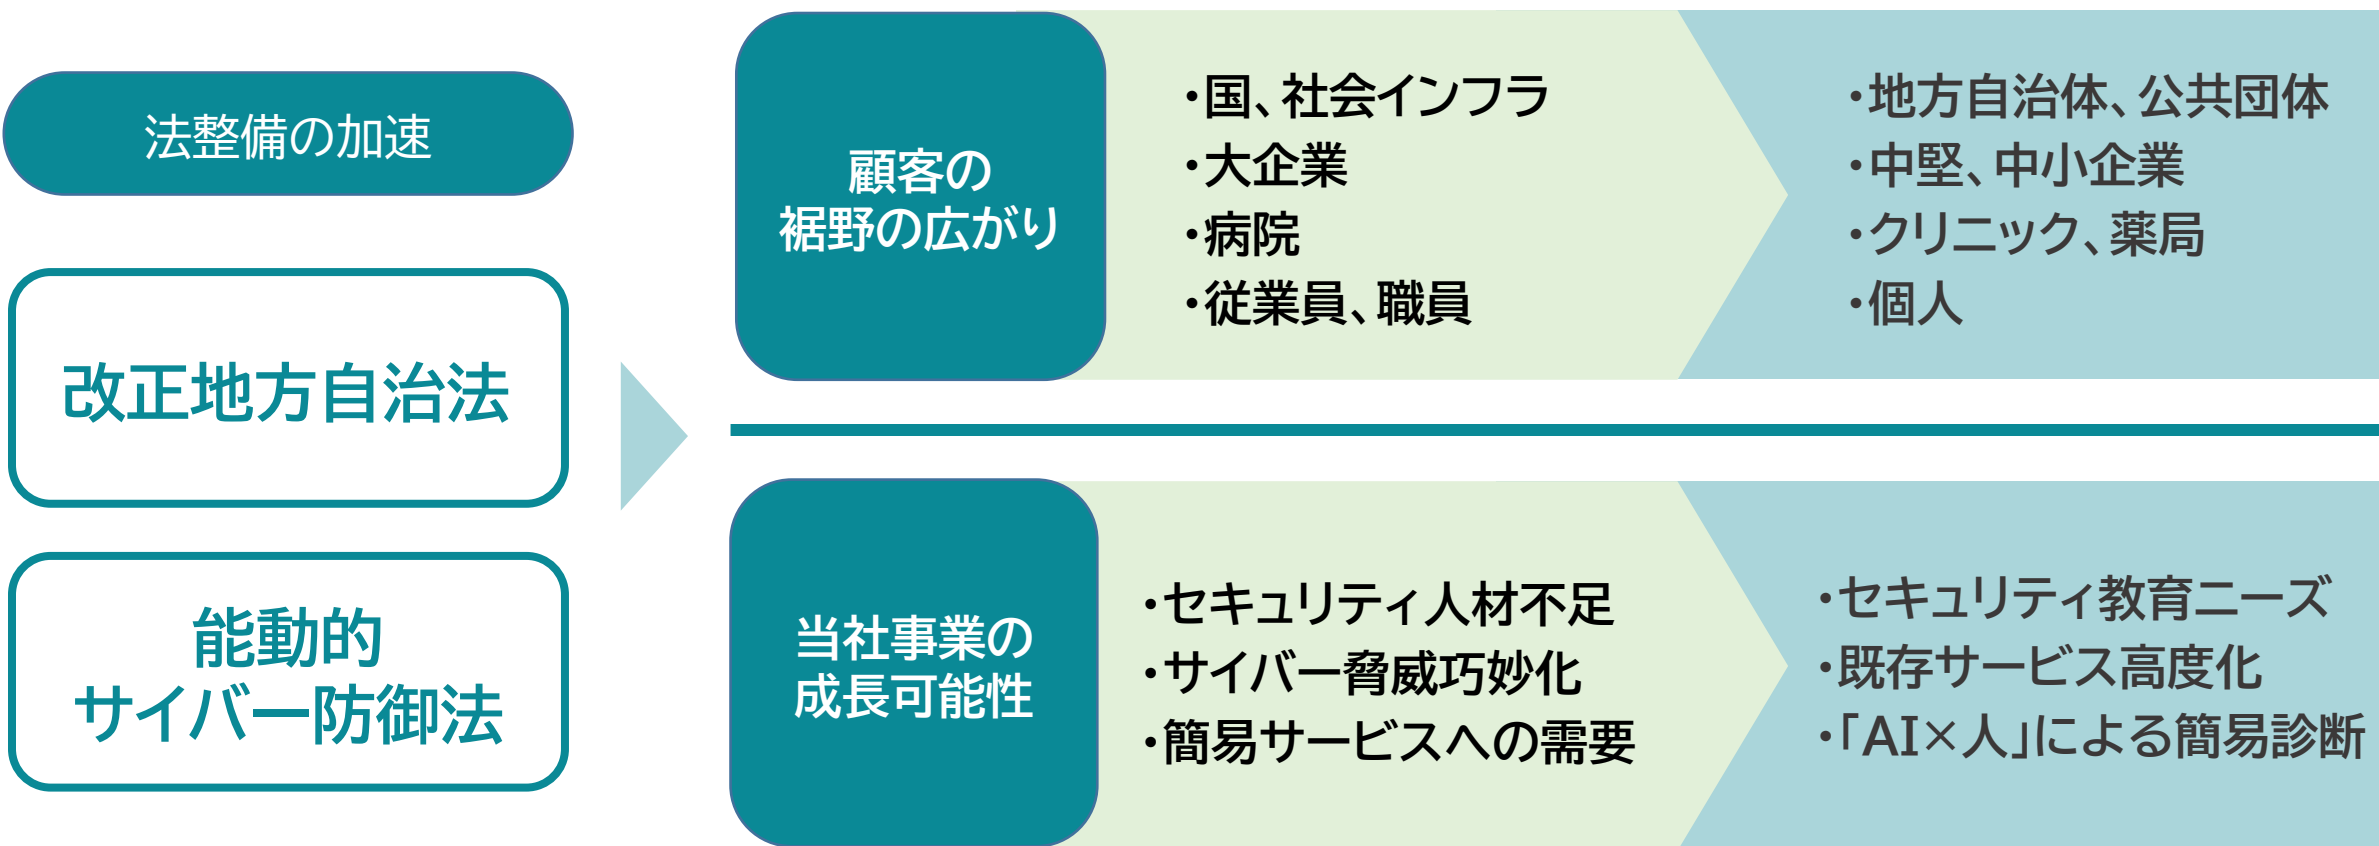 法整備の加速
改正地方自治法
能動的
サイバー防御法
顧客の
裾野の広がり
・国、社会インフラ
・大企業
・病院
・従業員、職員
・地方自治体、公共団体
・中堅、中小企業
・クリニック、薬局
・個人
当社事業の
成長可能性
・セキュリティ人材不足
・サイバー脅威巧妙化
・簡易サービスへの需要
・セキュリティ教育ニーズ
・既存サービス高度化
・「AI×人」による簡易診断